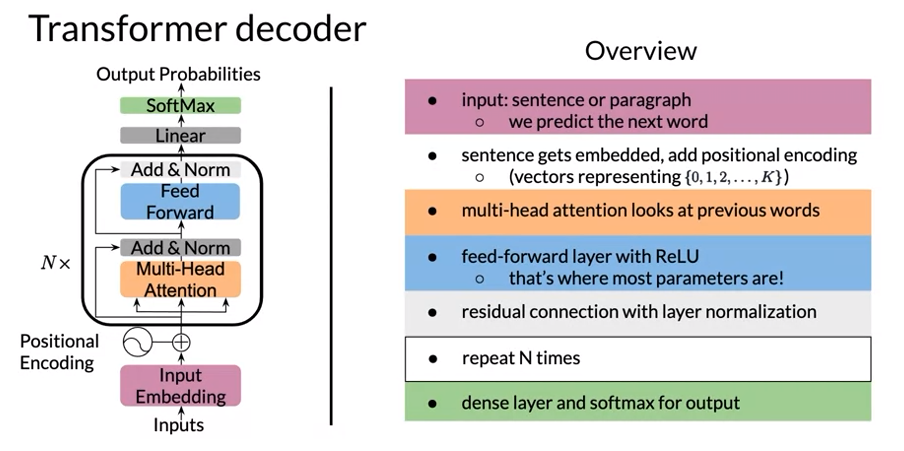 Transformer decoder
Output Probabilities
SoftMax
Linear
Add & Norm
Feed
Forward
Add & Norm
Multi-Head
Attention
N×
Positional
Encoding
Input
Embedding
Inputs
Overview
● input: sentence or paragraph
○ we predict the next word
● sentence gets embedded, add positional encoding
○ (vectors representing {0, 1, 2, . . . , K})
● multi-head attention looks at previous words
● feed-forward layer with ReLU
○ that's where most parameters are!
● residual connection with layer normalization
● repeat N times
● dense layer and softmax for output